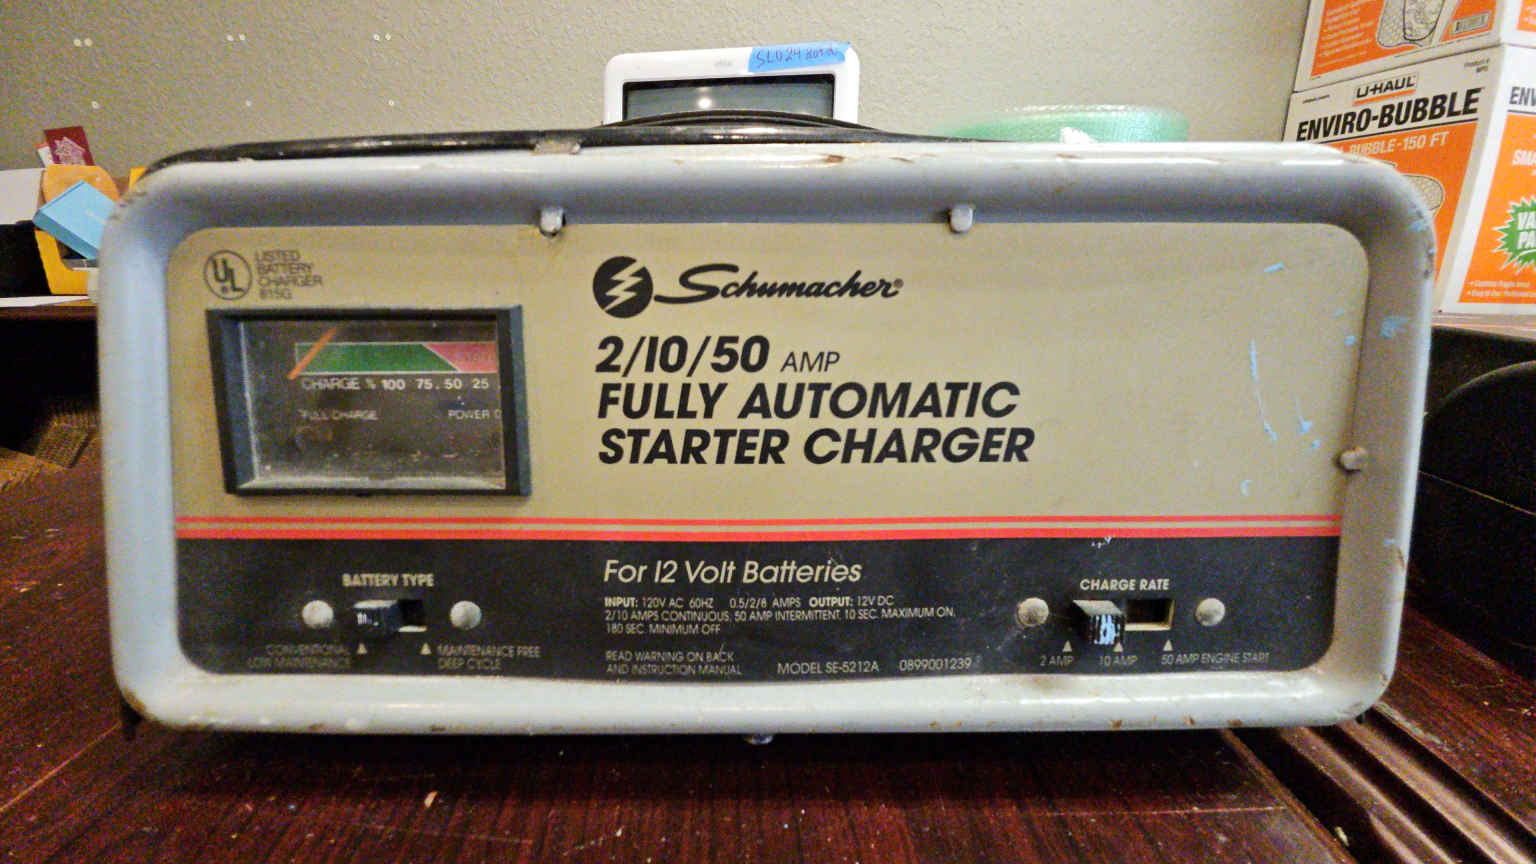 U-HAUL
ENVIRO-BUBBLE
BUBBLE-150 FT
UL
LISTED
BATTERY
CHARGER
815G
Schumacher®
2/10/50 AMP
FULLY AUTOMATIC
STARTER CHARGER
CHARGE % 100 75 . 50 25
FULL CHARGE POWER
For 12 Volt Batteries
INPUT: 120V AC 60HZ 0.5/2/8 AMPS OUTPUT: 12V DC
2/10 AMPS CONTINUOUS, 50 AMP INTERMITTENT, 10 SEC. MAXIMUM ON,
180 SEC. MINIMUM OFF
READ WARNING ON BACK
AND INSTRUCTION MANUAL
MODEL SE-5212A 0899001239
BATTERY TYPE
CONVENTIONAL
LOW MAINTENANCE
MAINTENANCE FREE
DEEP CYCLE
CHARGE RATE
2 AMP 10 AMP 50 AMP ENGINE START